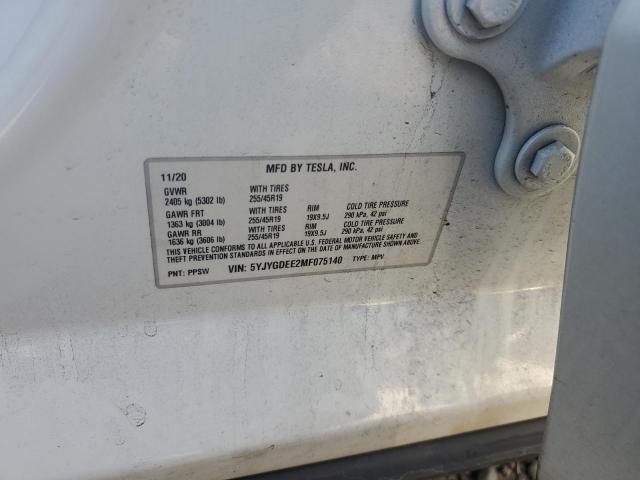 11/20 MFD BY TESLA, INC.
GVWR WITH TIRES
2405 kg (5302 lb) 255/45R19
GAWR FRT WITH TIRES RIM COLD TIRE PRESSURE
1363 kg (3004 lb) 255/45R19 19X9.5J 290 kPa, 42 psi
GAWR RR WITH TIRES RIM COLD TIRE PRESSURE
1636 kg (3606 lb) 255/45R19 19X9.5J 290 kPa, 42 psi
THIS VEHICLE CONFORMS TO ALL APPLICABLE U.S. FEDERAL MOTOR VEHICLE SAFETY AND
THEFT PREVENTION STANDARDS IN EFFECT ON THE DATE OF MANUFACTURE SHOWN ABOVE.
PNT: PPSW VIN: 5YJYGDEE2MF075140 TYPE: MPV